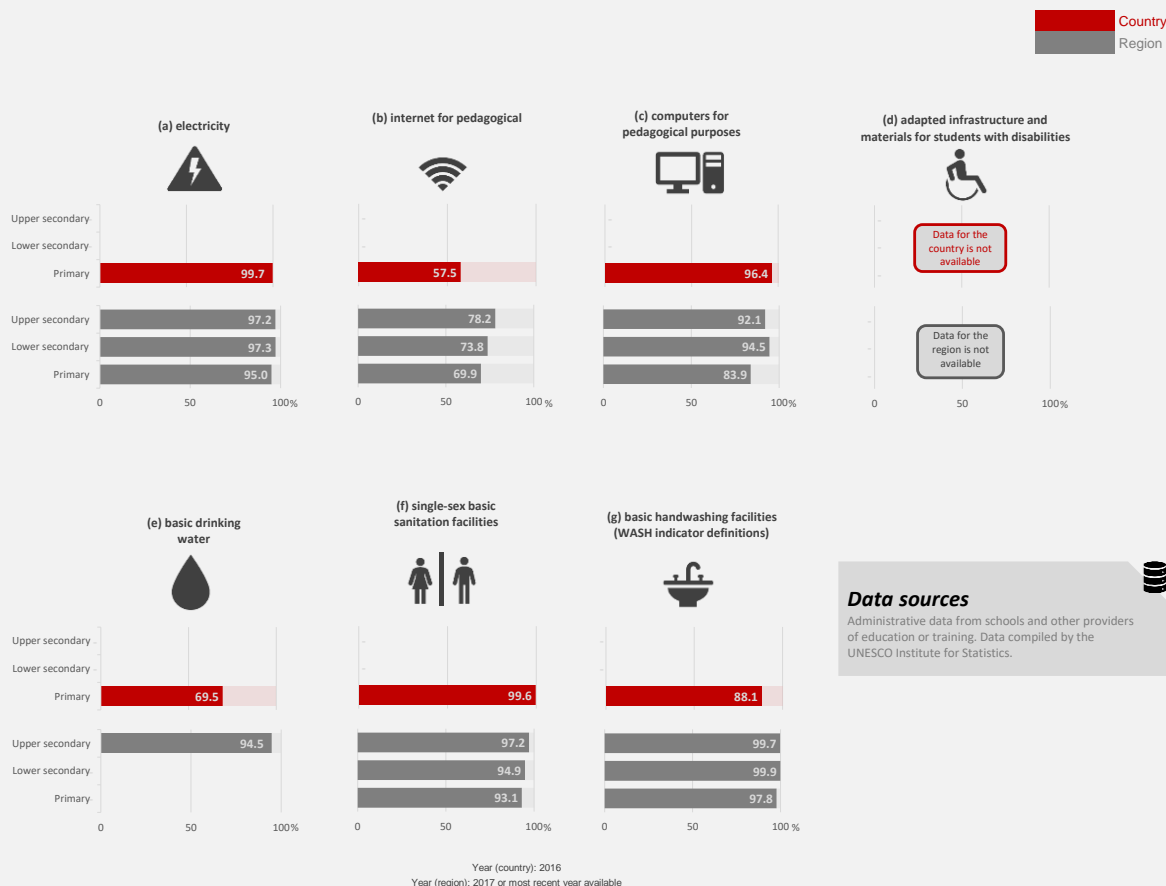 Country
Region
(a) electricity
(b) internet for pedagogical
(c) computers for
pedagogical purposes
(d) adapted infrastructure and
materials for students with disabilities
Upper secondary
Lower secondary
Primary
99.7
57.5
96.4
Data for the
country is not
available
Upper secondary
Lower secondary
Primary
97.2
97.3
95.0
78.2
73.8
69.9
92.1
94.5
83.9
Data for the
region is not
available
0 50 100%
0 50 100 %
0 50 100 %
0 50 100%
(e) basic drinking
water
(f) single-sex basic
sanitation facilities
(g) basic handwashing facilities
(WASH indicator definitions)
Upper secondary
Lower secondary
Primary
69.5
99.6
88.1
Upper secondary
Lower secondary
Primary
94.5
97.2
94.9
93.1
99.7
99.9
97.8
0 50 100%
0 50 100 %
0 50 100 %
Data sources
Administrative data from schools and other providers
of education or training. Data compiled by the
UNESCO Institute for Statistics.
Year (country): 2016
Year (region): 2017 or most recent year available